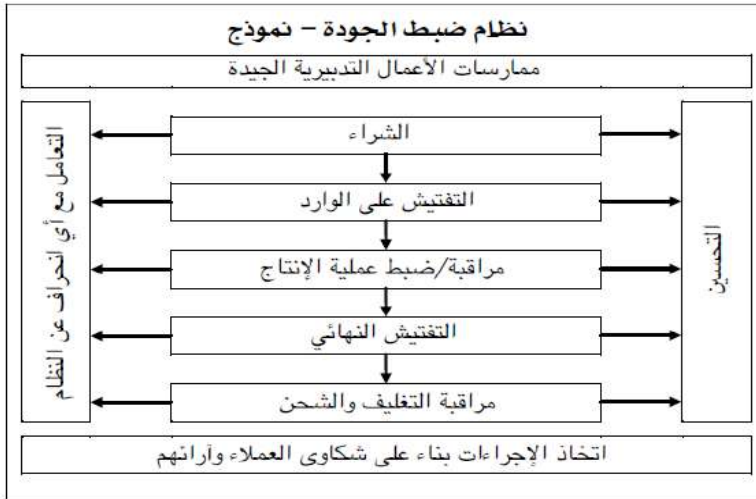 نظام ضبط الجودة – نموذج
ممارسات الأعمال التدبيرية الجيدة
الشراء
التفتيش على الوارد
مراقبة/ضبط عملية الإنتاج
التفتيش النهائي
مراقبة التغليف والشحن
التحسين
التعامل مع أي انحراف عن النظام
اتخاذ الإجراءات بناء على شكاوى العملاء وآرائهم